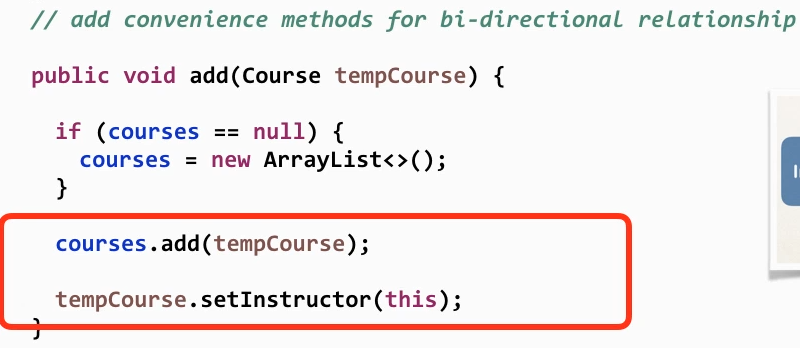 // add convenience methods for bi-directional relationship
public void add(Course tempCourse) {
if (courses == null) {
courses = new ArrayList<>();
}
courses.add(tempCourse);
tempCourse.setInstructor(this);
}